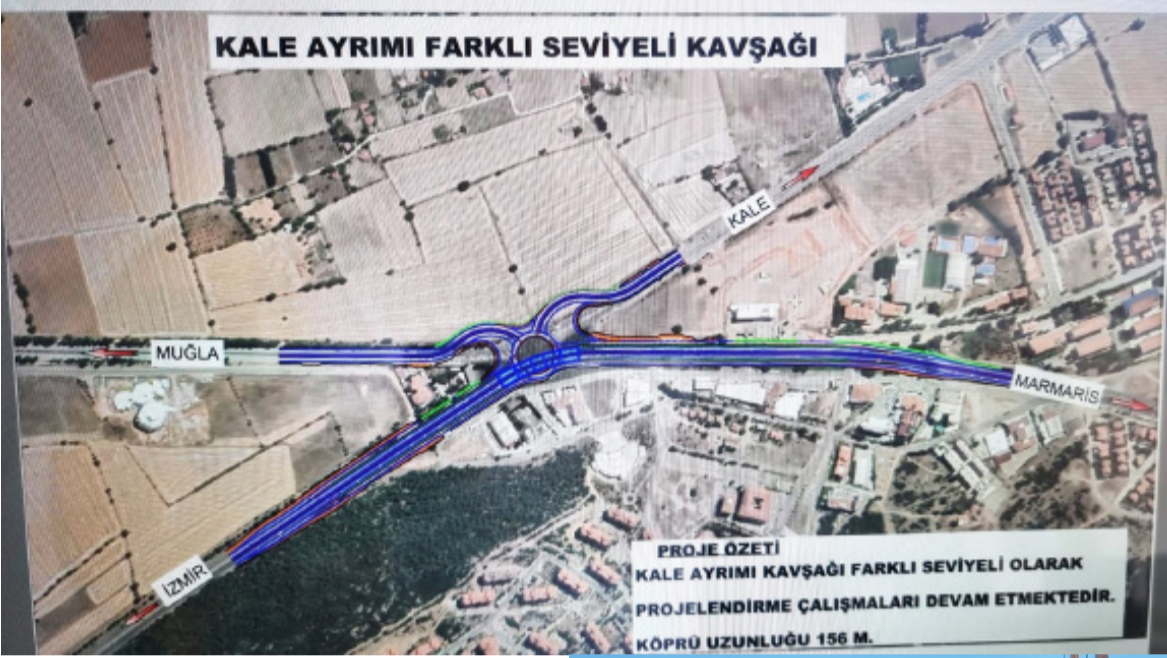 KALE AYRIMI FARKLI SEVİYELİ KAVŞAĞI
KALE
MUĞLA
MARMARİS
İZMİR
PROJE ÖZETİ
KALE AYRIMI KAVŞAĞI FARKLI SEVİYELİ OLARAK
PROJELENDİRME ÇALIŞMALARI DEVAM ETMEKTEDİR.
KÖPRÜ UZUNLUĞU 156 M.